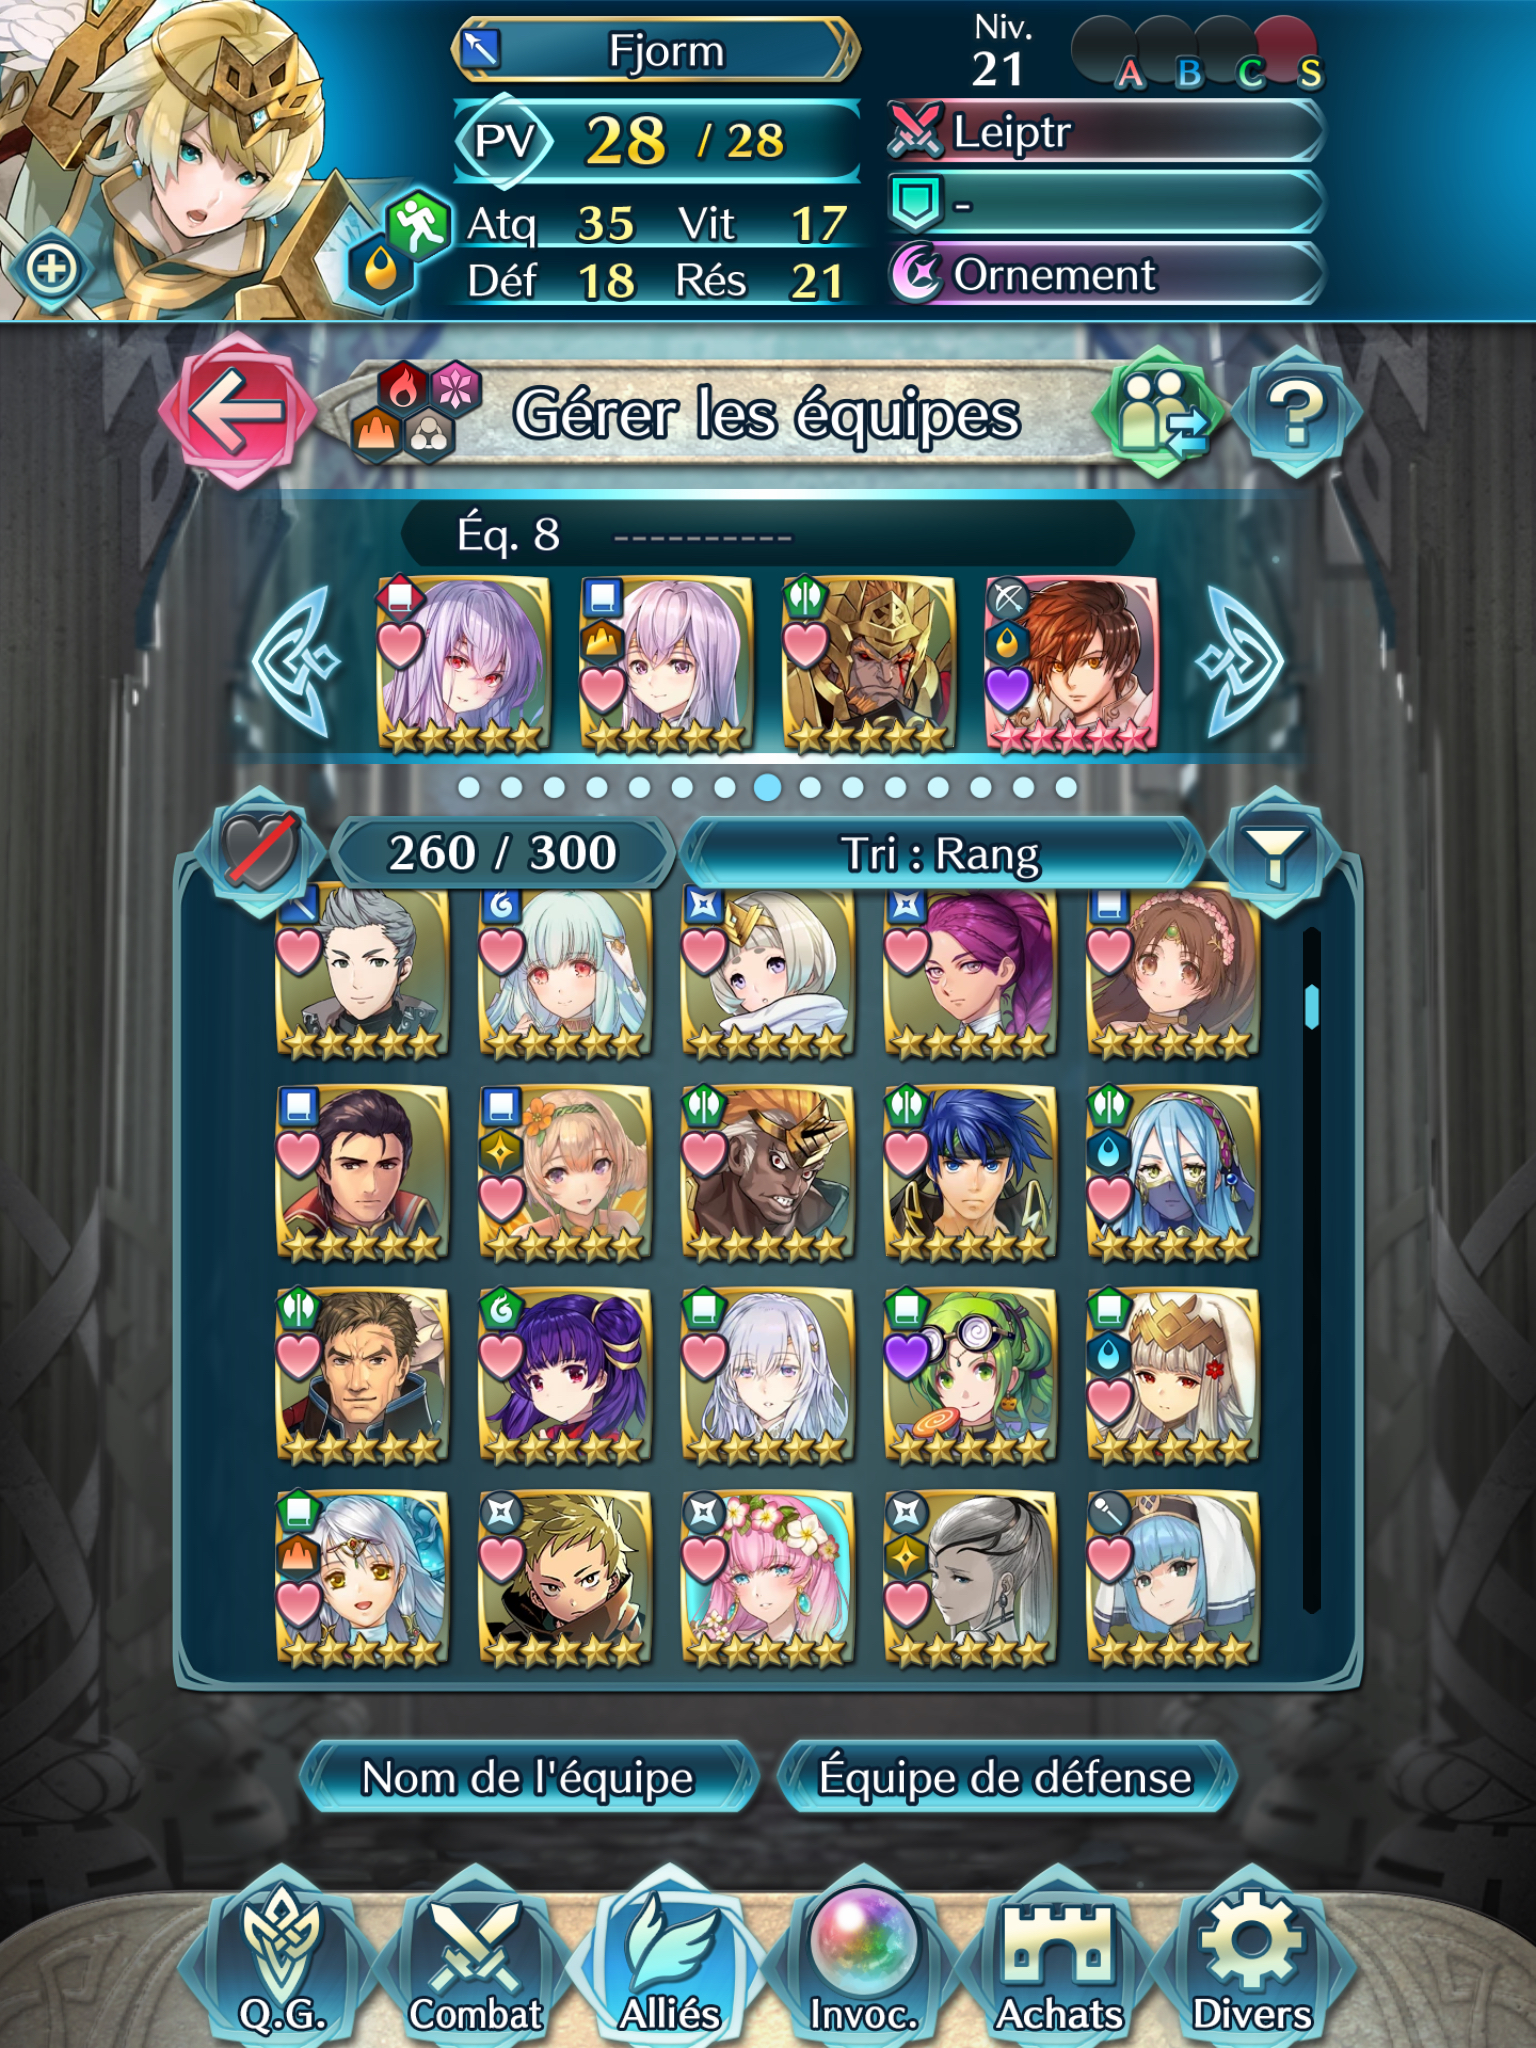 Fjorm
Niv.
21
A B C S
PV 28 / 28
Leiptr
-
Atq 35 Vit 17
Déf 18 Rés 21
Ornement
Gérer les équipes
?
Éq. 8 ----------
260 / 300
Tri : Rang
Nom de l'équipe
Équipe de défense
Q.G.
Combat
Alliés
Invoc.
Achats
Divers